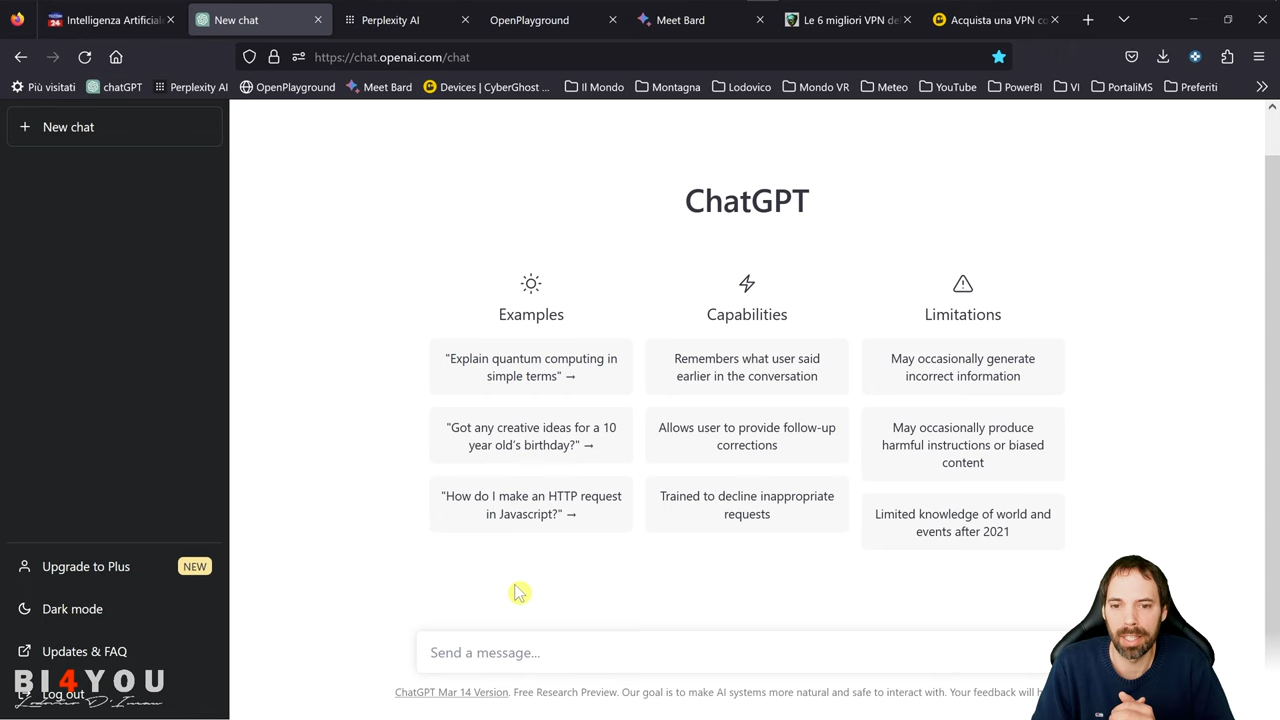 Intelligenza Artificiale
New chat
Perplexity AI
OpenPlayground
Meet Bard
Le 6 migliori VPN de
Acquista una VPN co
https://chat.openai.com/chat
Più visitati
chatGPT
Perplexity AI
OpenPlayground
Meet Bard
Devices | CyberGhost ...
Il Mondo
Montagna
Lodovico
Mondo VR
Meteo
YouTube
PowerBI
VI
PortaliMS
Preferiti
New chat
ChatGPT
Examples
"Explain quantum computing in
simple terms" →
"Got any creative ideas for a 10
year old's birthday?" →
"How do I make an HTTP request
in Javascript?" →
Capabilities
Remembers what user said
earlier in the conversation
Allows user to provide follow-up
corrections
Trained to decline inappropriate
requests
Limitations
May occasionally generate
incorrect information
May occasionally produce
harmful instructions or biased
content
Limited knowledge of world and
events after 2021
Upgrade to Plus
NEW
Dark mode
Updates & FAQ
Log out
BI4YOU
Send a message...
ChatGPT Mar 14 Version. Free Research Preview. Our goal is to make AI systems more natural and safe to interact with. Your feedback will